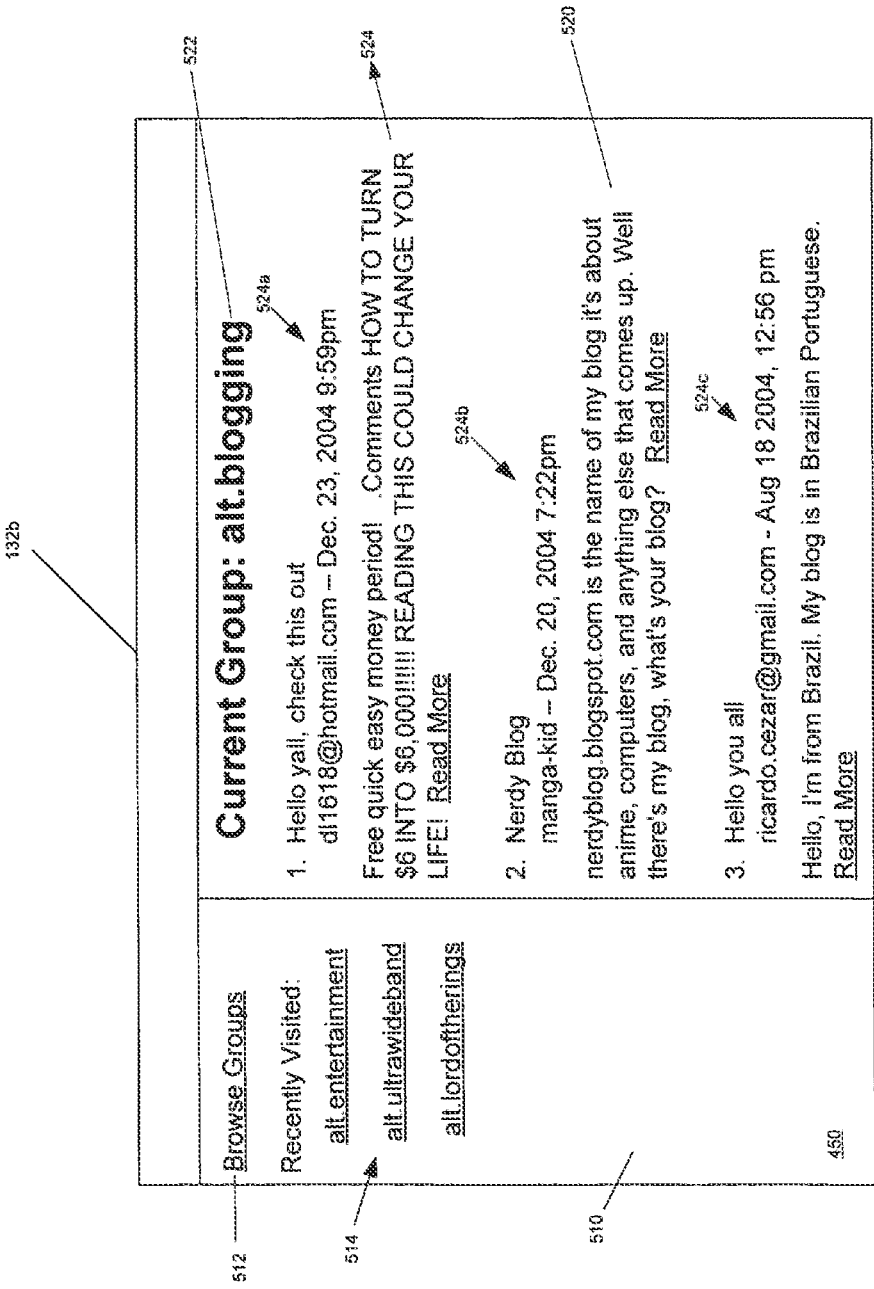 132b
522
Current Group: alt.blogging
524a
1. Hello yall, check this out
dl1618@hotmail.com – Dec. 23, 2004 9:59pm
Free quick easy money period! .Comments HOW TO TURN
$6 INTO $6,000!!!!!! READING THIS COULD CHANGE YOUR
LIFE! Read More
524
524b
2. Nerdy Blog
manga-kid – Dec. 20, 2004 7:22pm
nerdyblog.blogspot.com is the name of my blog it's about
anime, computers, and anything else that comes up. Well
there's my blog, what's your blog? Read More
520
524c
3. Hello you all
ricardo.cezar@gmail.com - Aug 18 2004, 12:56 pm
Hello, I'm from Brazil. My blog is in Brazilian Portuguese.
Read More
512
Browse Groups
Recently Visited:
alt.entertainment
514
alt.ultrawideband
alt.lordoftherings
510
450